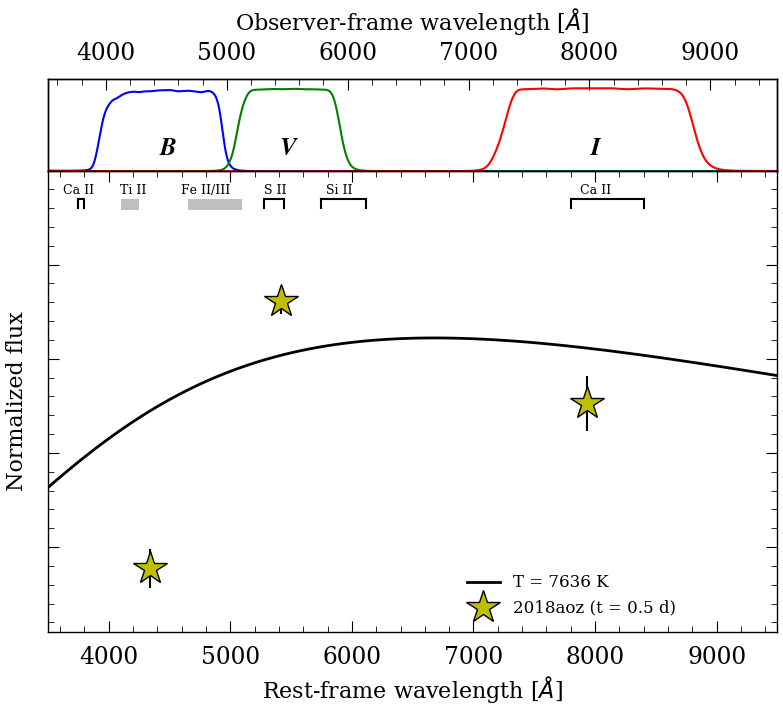 Observer-frame wavelength [Å]
4000 5000 6000 7000 8000 9000
B V I
Ca II Ti II Fe II/III S II Si II Ca II
Normalized flux
T = 7636 K
2018aoz (t = 0.5 d)
4000 5000 6000 7000 8000 9000
Rest-frame wavelength [Å]